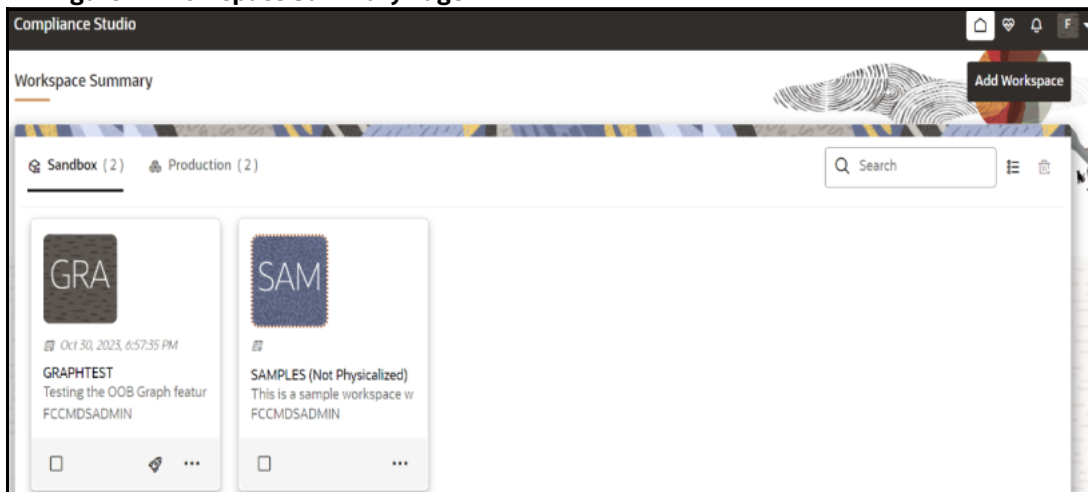 Compliance Studio
F
Workspace Summary
Add Workspace
Sandbox (2)
Production (2)
Search
GRA
SAM
Oct 30, 2023, 6:57:35 PM
GRAPHTEST
Testing the OOB Graph featur
FCCMDSADMIN
SAMPLES (Not Physicalized)
This is a sample workspace w
FCCMDSADMIN